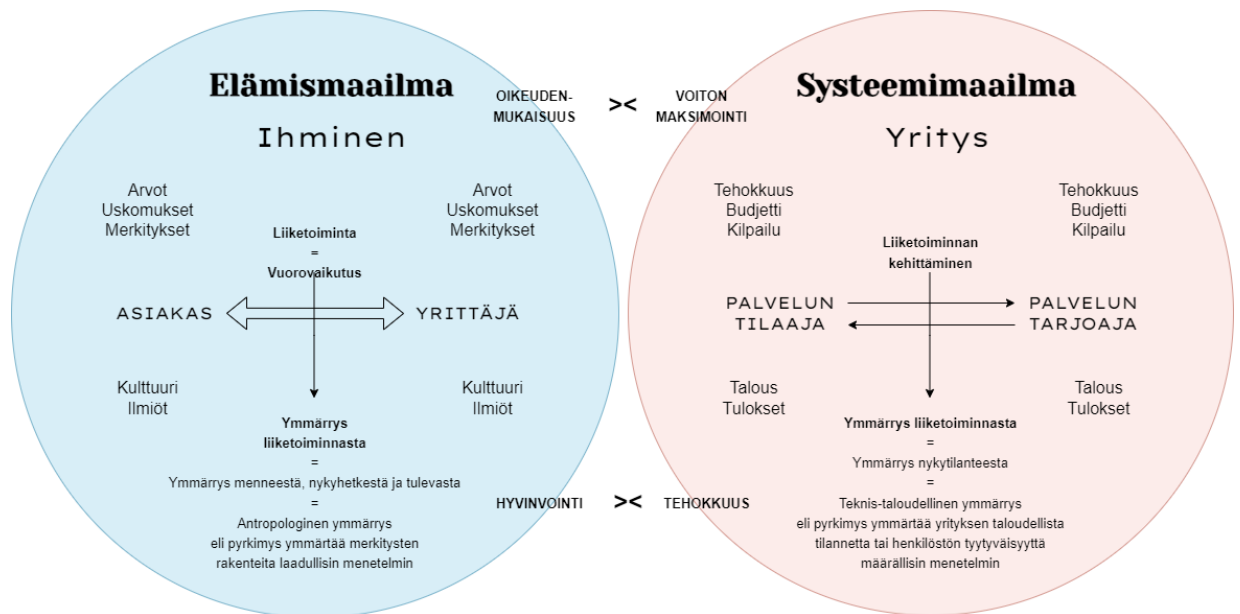 Elämismaailma
Ihminen
Arvot
Uskomukset
Merkitykset
Arvot
Uskomukset
Merkitykset
Liiketoiminta
=
Vuorovaikutus
ASIAKAS
YRITTÄJÄ
Kulttuuri
Ilmiöt
Kulttuuri
Ilmiöt
Ymmärrys
liiketoiminnasta
=
Ymmärrys menneestä, nykyhetkestä ja tulevasta
=
Antropologinen ymmärrys
eli pyrkimys ymmärtää merkitysten
rakenteita laadullisin menetelmin
OIKEUDEN-
MUKAISUUS
><
VOITON
MAKSIMOINTI
HYVINVOINTI >< TEHOKKUUS
Systeemimaailma
Yritys
Tehokkuus
Budjetti
Kilpailu
Tehokkuus
Budjetti
Kilpailu
Liiketoiminnan
kehittäminen
PALVELUN
TILAAJA
PALVELUN
TARJOAJA
Talous
Tulokset
Talous
Tulokset
Ymmärrys liiketoiminnasta
=
Ymmärrys nykytilanteesta
=
Teknis-taloudellinen ymmärrys
eli pyrkimys ymmärtää yrityksen taloudellista
tilannetta tai henkilöstön tyytyväisyyttä
määrällisin menetelmin